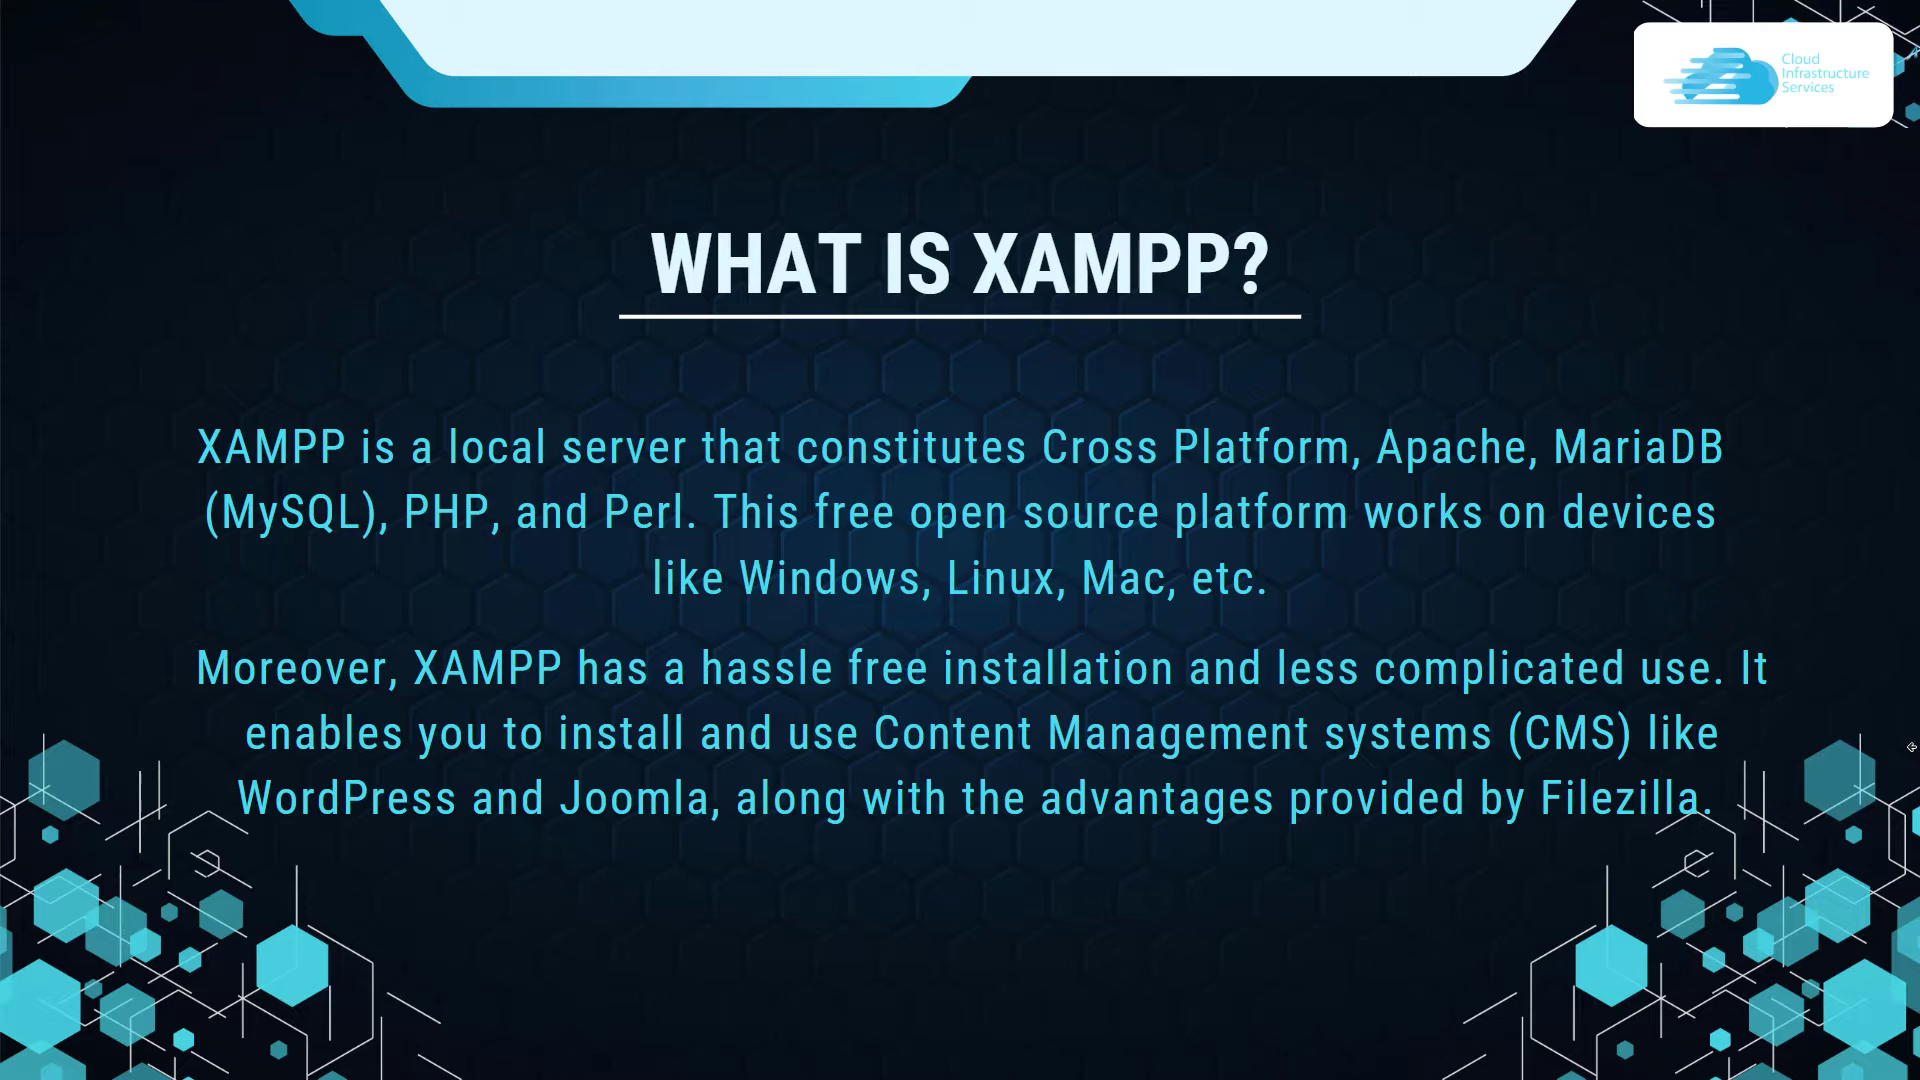 Cloud
Infrastructure
Services
WHAT IS XAMPP?
XAMPP is a local server that constitutes Cross Platform, Apache, MariaDB
(MySQL), PHP, and Perl. This free open source platform works on devices
like Windows, Linux, Mac, etc.
Moreover, XAMPP has a hassle free installation and less complicated use. It
enables you to install and use Content Management systems (CMS) like
WordPress and Joomla, along with the advantages provided by Filezilla.